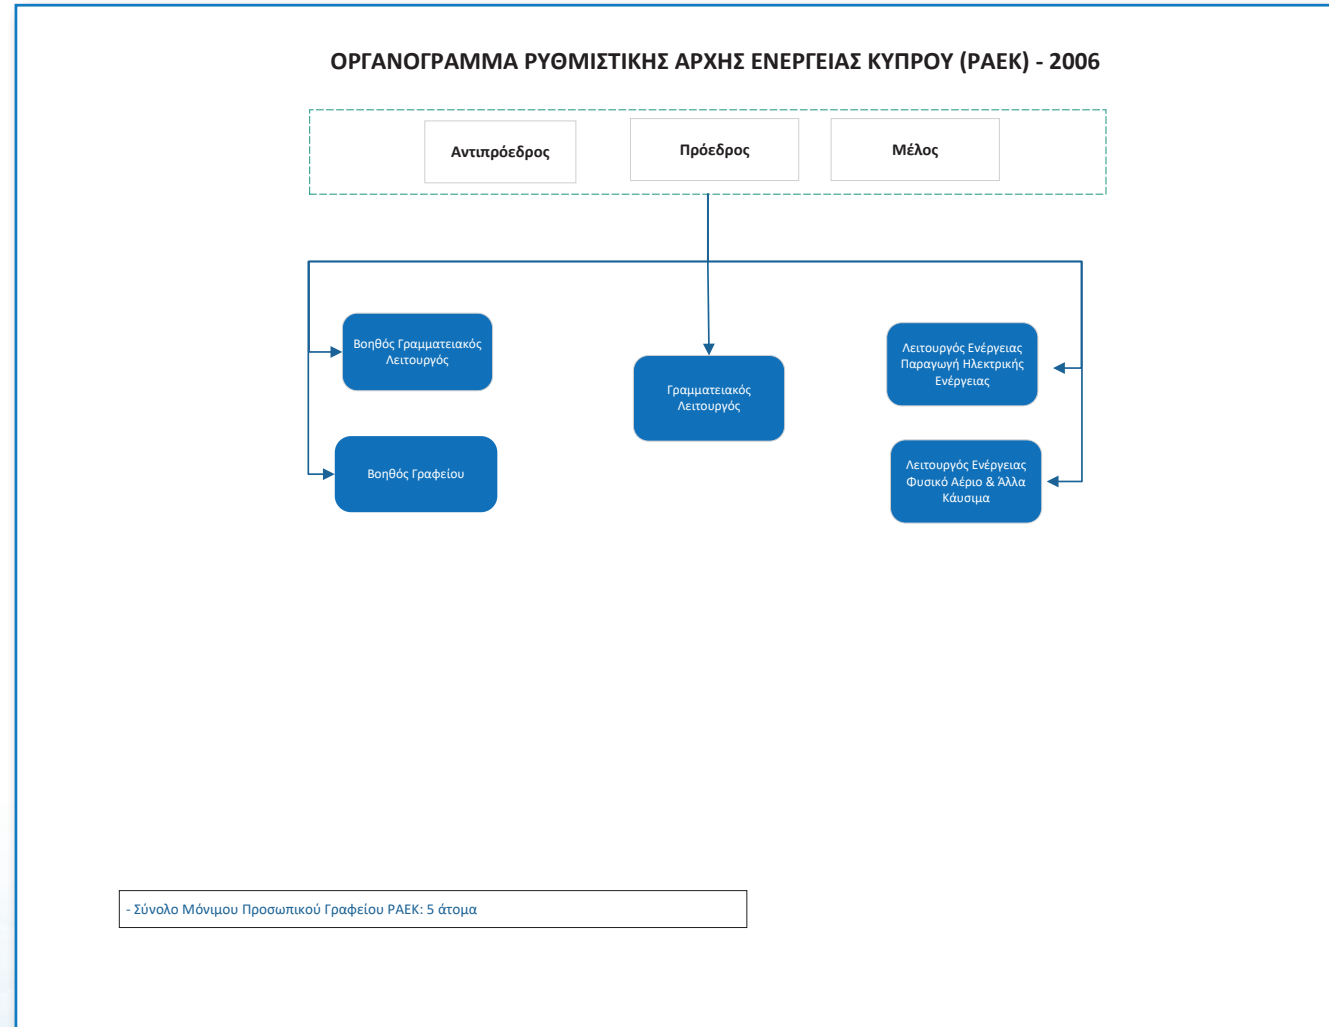 ΟΡΓΑΝΟΓΡΑΜΜΑ ΡΥΘΜΙΣΤΙΚΗΣ ΑΡΧΗΣ ΕΝΕΡΓΕΙΑΣ ΚΥΠΡΟΥ (ΡΑΕΚ) - 2006
Αντιπρόεδρος
Πρόεδρος
Μέλος
Βοηθός Γραμματειακός
Λειτουργός
Γραμματειακός
Λειτουργός
Λειτουργός Ενέργειας
Παραγωγή Ηλεκτρικής
Ενέργειας
Βοηθός Γραφείου
Λειτουργός Ενέργειας
Φυσικό Αέριο & Άλλα
Κάυσιμα
- Σύνολο Μόνιμου Προσωπικού Γραφείου ΡΑΕΚ: 5 άτομα